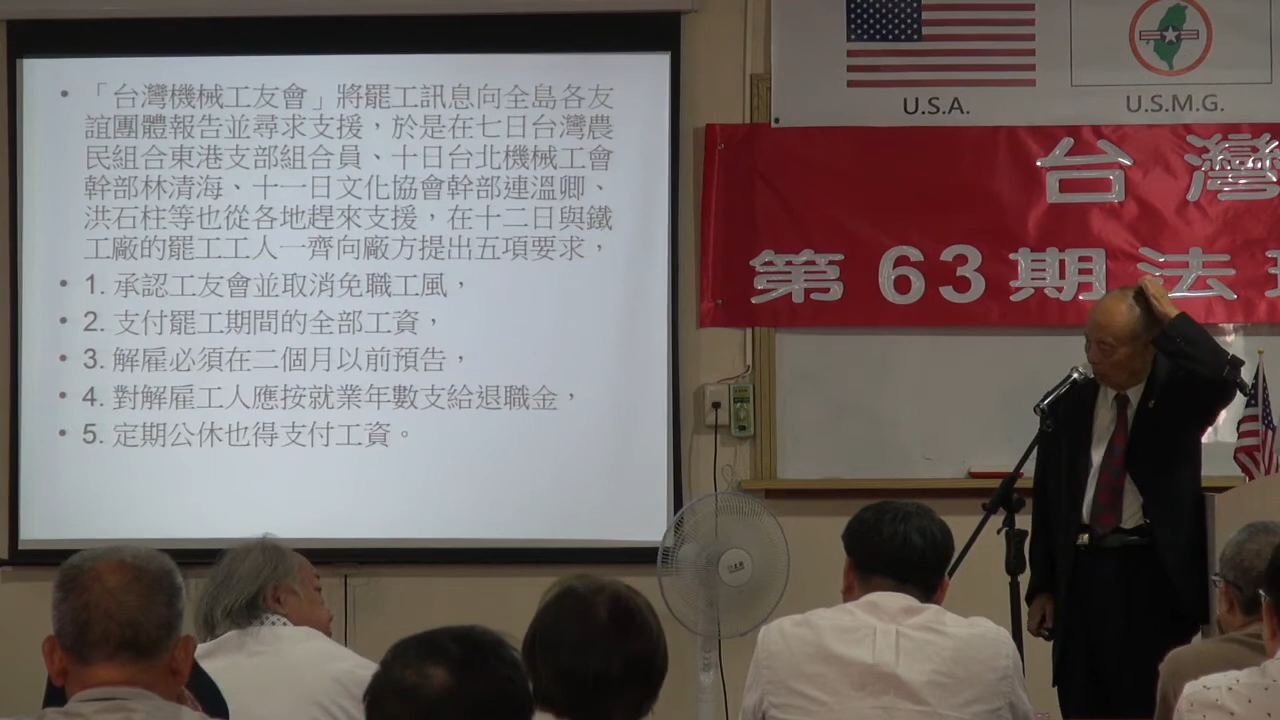 「台灣機械工友會」將罷工訊息向全島各友
誼團體報告並尋求支援，於是在七日台灣農
民組合東港支部組合員、十日台北機械工會
幹部林清海、十一日文化協會幹部連溫卿、
洪石柱等也從各地趕來支援，在十二日與鐵
工廠的罷工工人一齊向廠方提出五項要求，
1. 承認工友會並取消免職工風，
2. 支付罷工期間的全部工資，
3. 解雇必須在二個月以前預告，
4. 對解雇工人應按就業年數支給退職金，
5. 定期公休也得支付工資。
U.S.A.
U.S.M.G.
台灣
第63期法